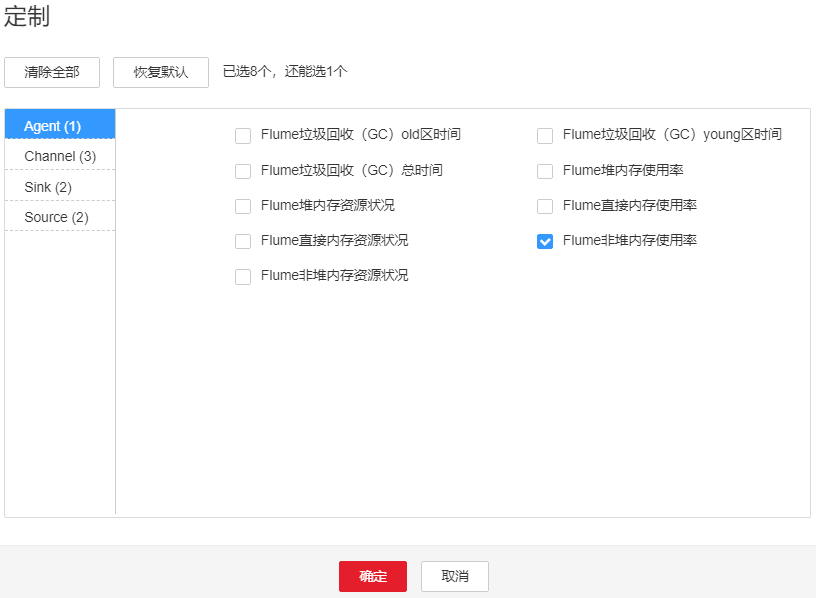 定制
清除全部 恢复默认 已选8个，还能选1个
Agent (1)
Channel (3)
Sink (2)
Source (2)
Flume垃圾回收（GC）old区时间 Flume垃圾回收（GC）young区时间
Flume垃圾回收（GC）总时间 Flume堆内存使用率
Flume堆内存资源状况 Flume直接内存使用率
Flume直接内存资源状况 Flume非堆内存使用率
Flume非堆内存资源状况
确定 取消